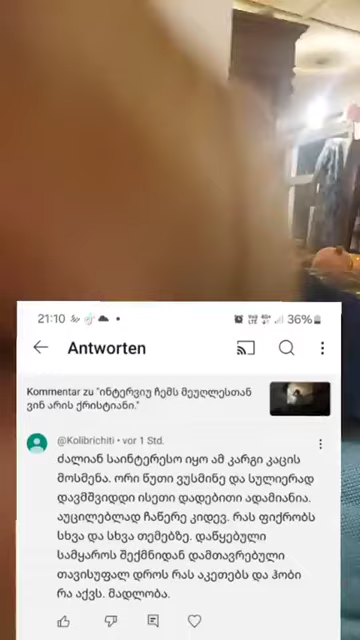 21:10
36%
Antworten
Kommentar zu "ინტერვიუ ჩემს მეუღლესთან
ვინ არის ქრისტიანი."
@Kolibrichiti • vor 1 Std.
ძალიან საინტერესო იყო ამ კარგი კაცის
მოსმენა. ორი წუთი ვუსმინე და სულიერად
დავმშვიდდი ისეთი დადებითი ადამიანია.
აუცილებლად ჩაწერე კიდევ. რას ფიქრობს
სხვა და სხვა თემებზე. დაწყებული
სამყაროს შექმნიდან დამთავრებული
თავისუფალ დროს რას აკეთებს და ჰობი
რა აქვს. მადლობა.